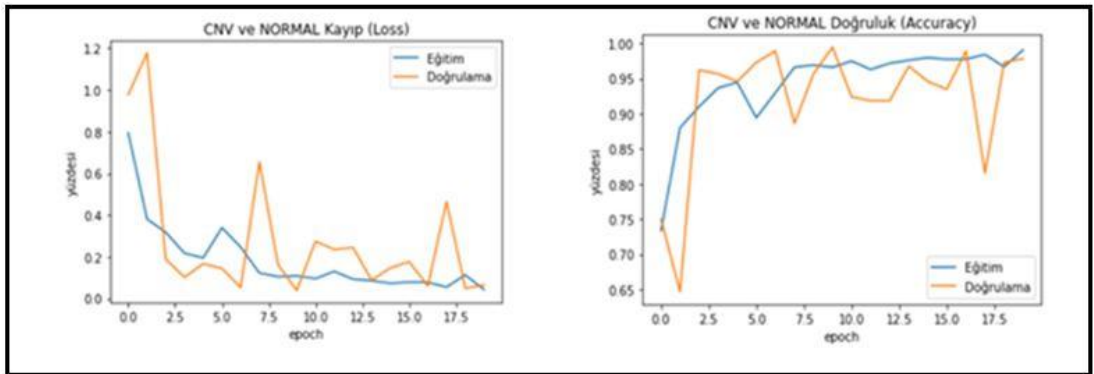 CNV ve NORMAL Kayıp (Loss)
1.2
1.0
0.8
0.6
0.4
0.2
0.0
yüzdesi
Eğitim
Doğrulama
0.0 2.5 5.0 7.5 10.0 12.5 15.0 17.5
epoch
CNV ve NORMAL Doğruluk (Accuracy)
1.00
0.95
0.90
0.85
0.80
0.75
0.70
0.65
yüzdesi
Eğitim
Doğrulama
0.0 2.5 5.0 7.5 10.0 12.5 15.0 17.5
epoch